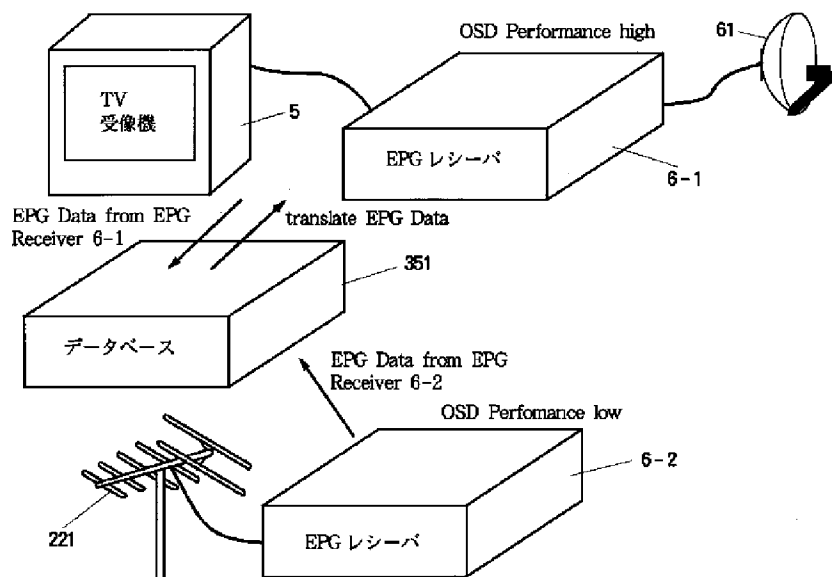 OSD Performance high
61
TV
受像機
5
EPG レシーバ
6-1
EPG Data from EPG
Receiver 6-1
translate EPG Data
351
データベース
EPG Data from EPG
Receiver 6-2
OSD Perfomance low
6-2
221
EPG レシーバ